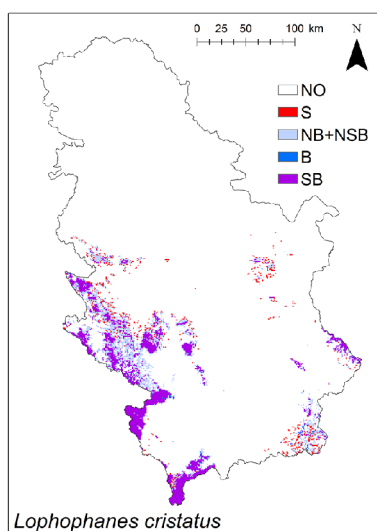 0 25 50 100 km
N
NO
S
NB+NSB
B
SB
Lophophanes cristatus